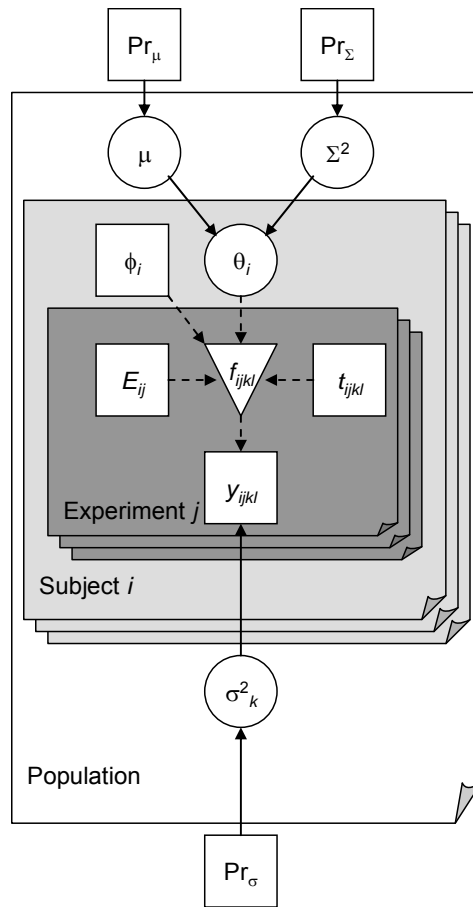 Pr_μ
Pr_Σ
μ
Σ²
ϕ_i
θ_i
E_ij
f_ijkl
t_ijkl
y_ijkl
Experiment j
Subject i
σ²_k
Population
Pr_σ